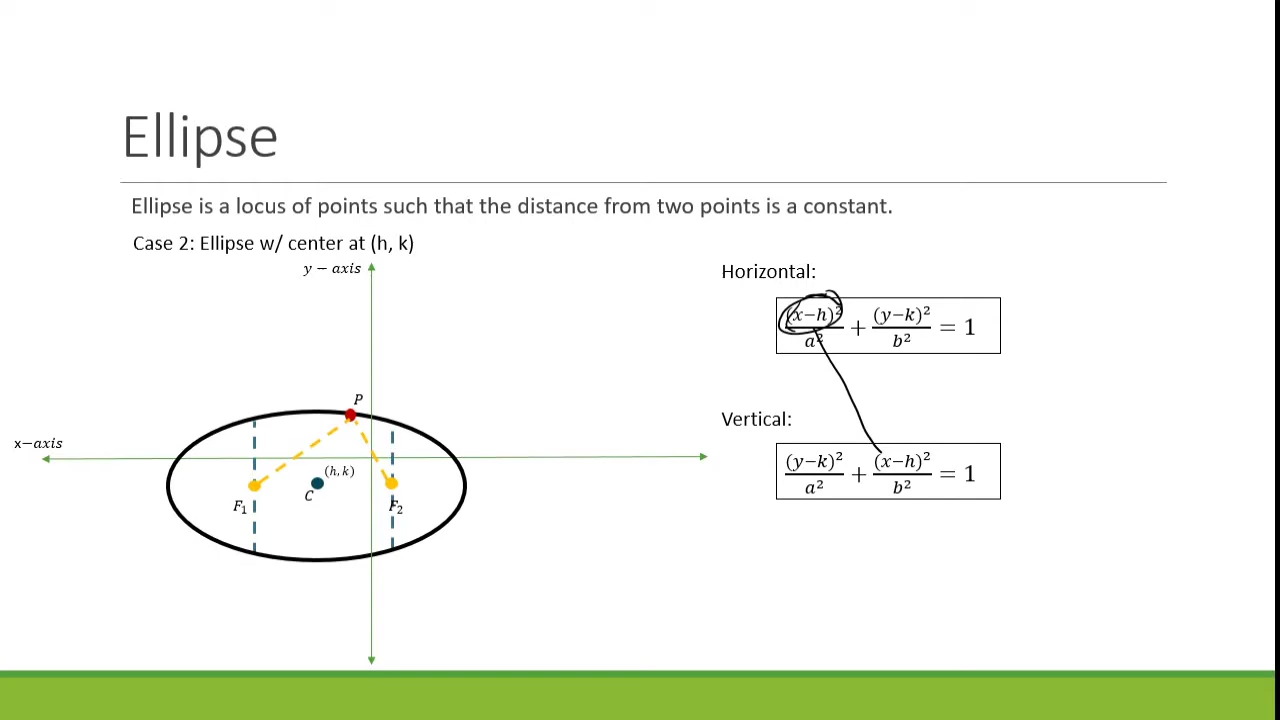 Ellipse
Ellipse is a locus of points such that the distance from two points is a constant.
Case 2: Ellipse w/ center at (h, k)
y − axis
Horizontal:
(x−h)²/a² + (y−k)²/b² = 1
P
Vertical:
x−axis
(y−k)²/a² + (x−h)²/b² = 1
(h, k)
C
F₁
F₂